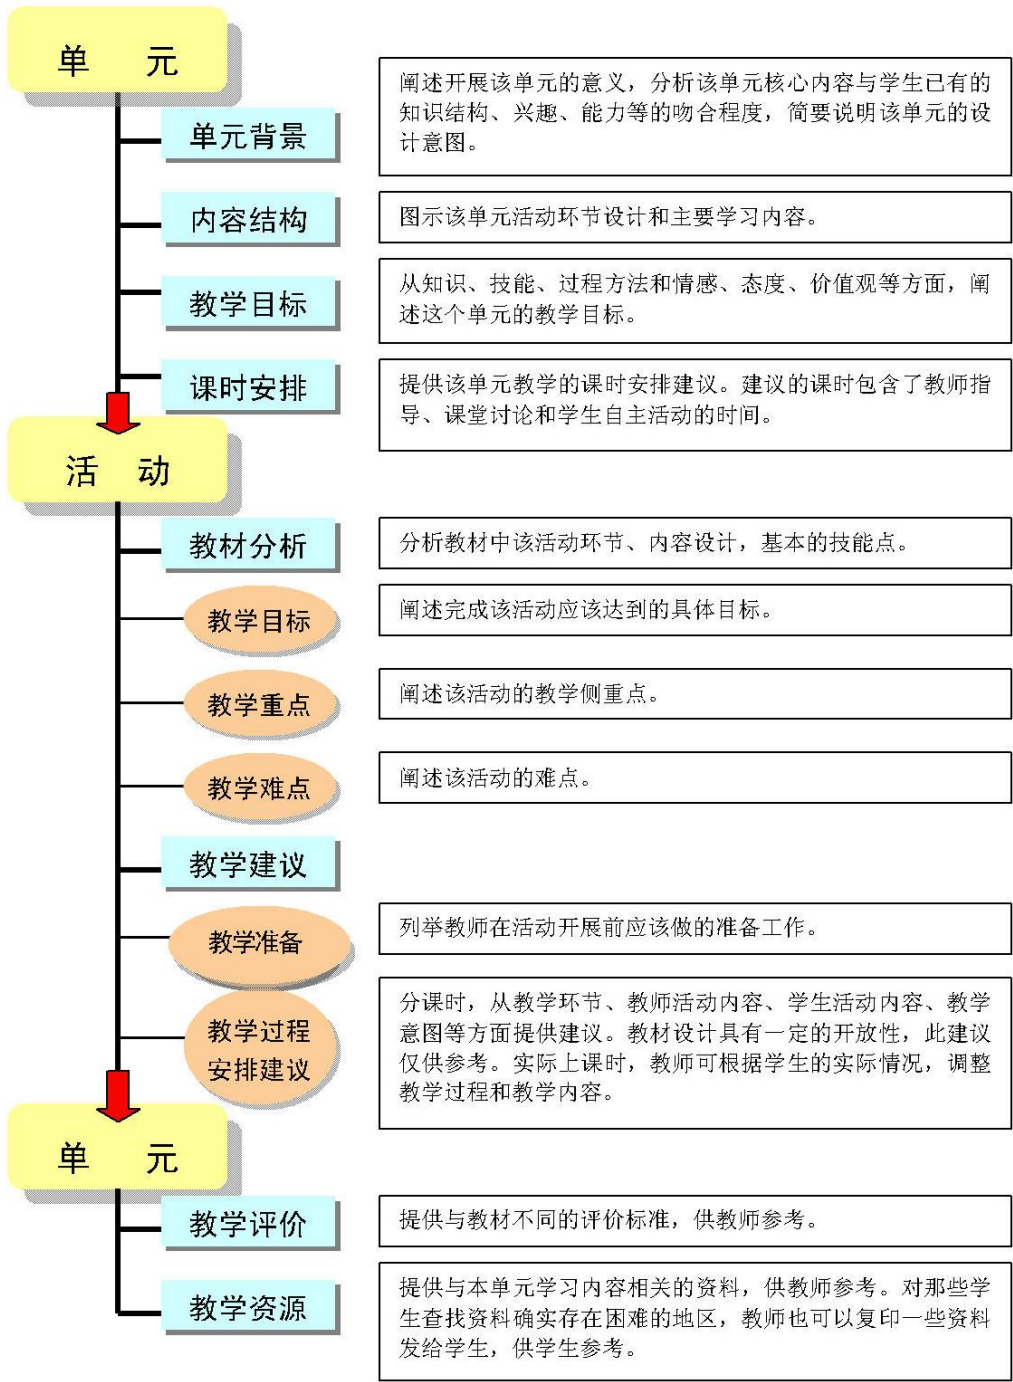 单 元
单元背景
阐述开展该单元的意义，分析该单元核心内容与学生已有的
知识结构、兴趣、能力等的吻合程度，简要说明该单元的设
计意图。
内容结构
图示该单元活动环节设计和主要学习内容。
教学目标
从知识、技能、过程方法和情感、态度、价值观等方面，阐
述这个单元的教学目标。
课时安排
提供该单元教学的课时安排建议。建议的课时包含了教师指
导、课堂讨论和学生自主活动的时间。
活 动
教材分析
分析教材中该活动环节、内容设计，基本的技能点。
教学目标
阐述完成该活动应该达到的具体目标。
教学重点
阐述该活动的教学侧重点。
教学难点
阐述该活动的难点。
教学建议
教学准备
列举教师在活动开展前应该做的准备工作。
教学过程
安排建议
分课时，从教学环节、教师活动内容、学生活动内容、教学
意图等方面提供建议。教材设计具有一定的开放性，此建议
仅供参考。实际上课时，教师可根据学生的实际情况，调整
教学过程和教学内容。
单 元
教学评价
提供与教材不同的评价标准，供教师参考。
教学资源
提供与本单元学习内容相关的资料，供教师参考。对那些学
生查找资料确实存在困难的地区，教师也可以复印一些资料
发给学生，供学生参考。